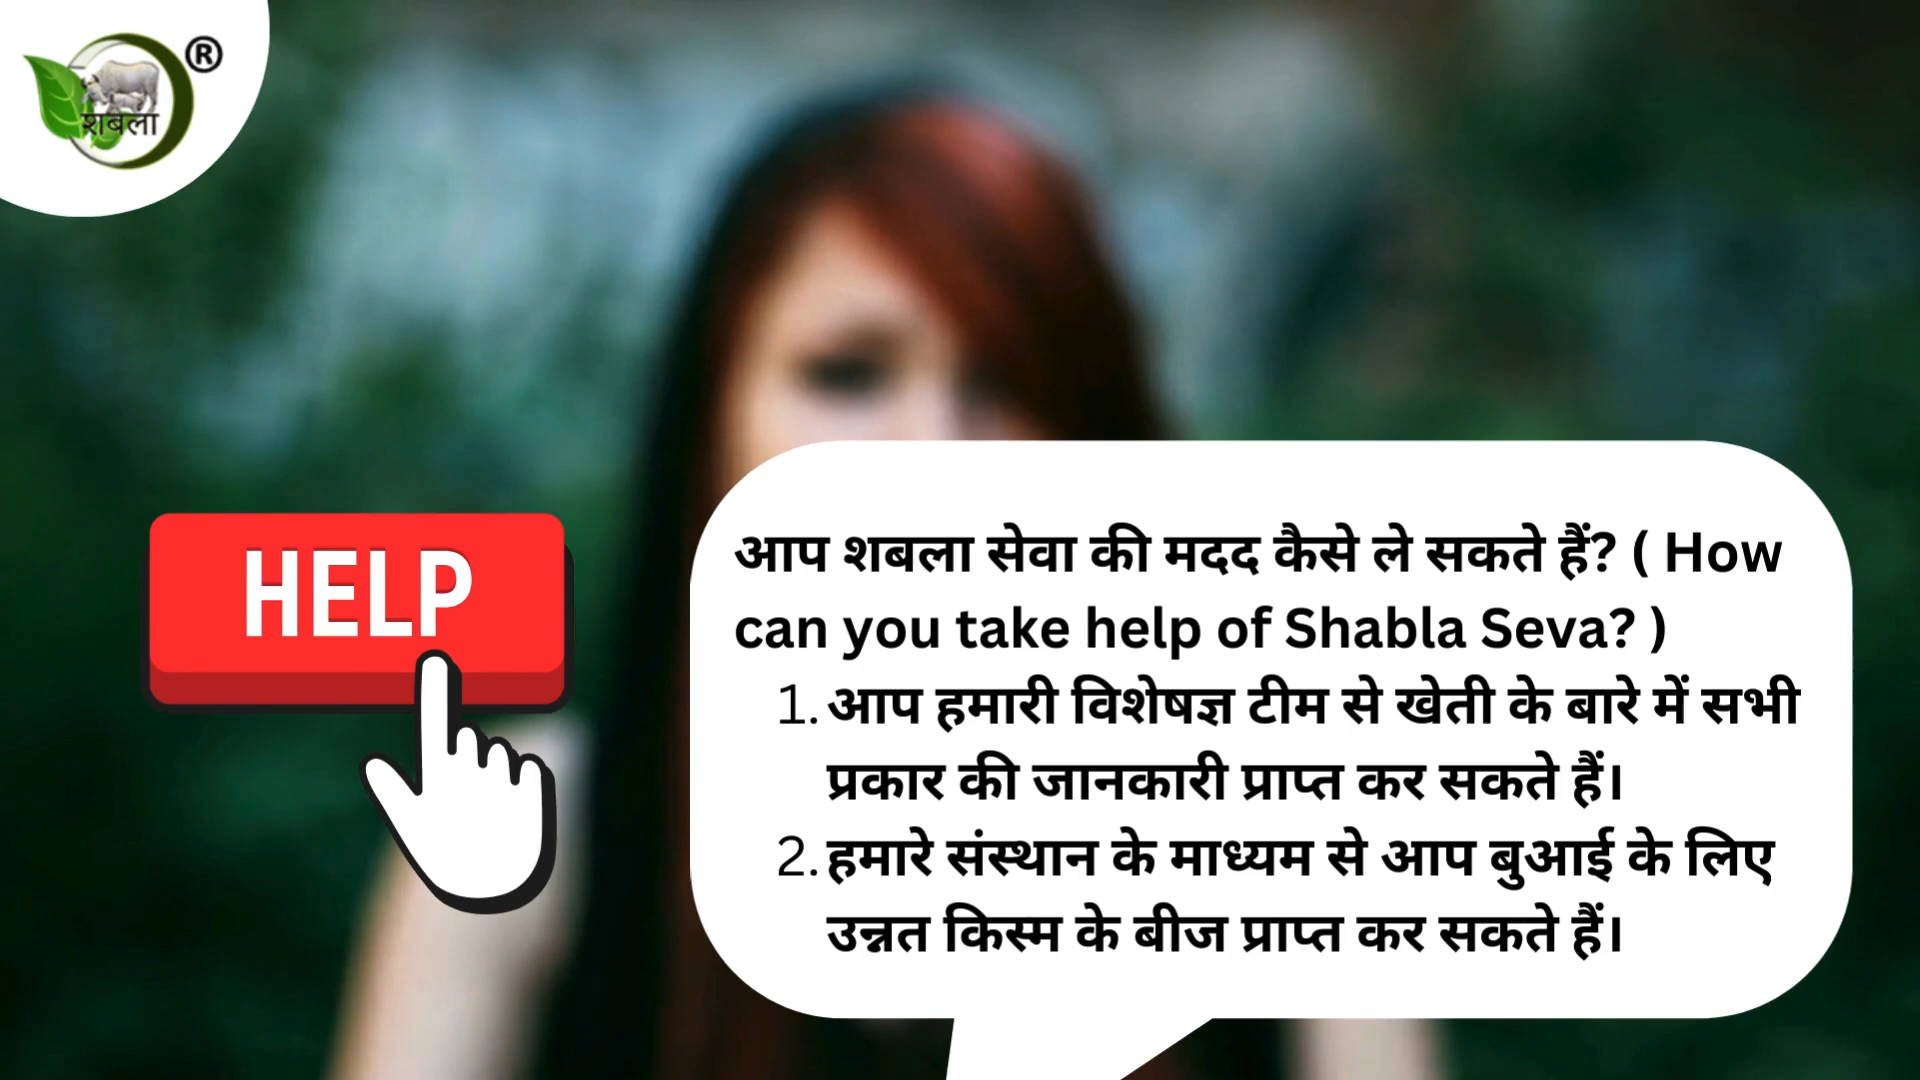 ®
शबला
HELP
आप शबला सेवा की मदद कैसे ले सकते हैं? ( How
can you take help of Shabla Seva? )
1. आप हमारी विशेषज्ञ टीम से खेती के बारे में सभी
प्रकार की जानकारी प्राप्त कर सकते हैं।
2. हमारे संस्थान के माध्यम से आप बुआई के लिए
उन्नत किस्म के बीज प्राप्त कर सकते हैं।